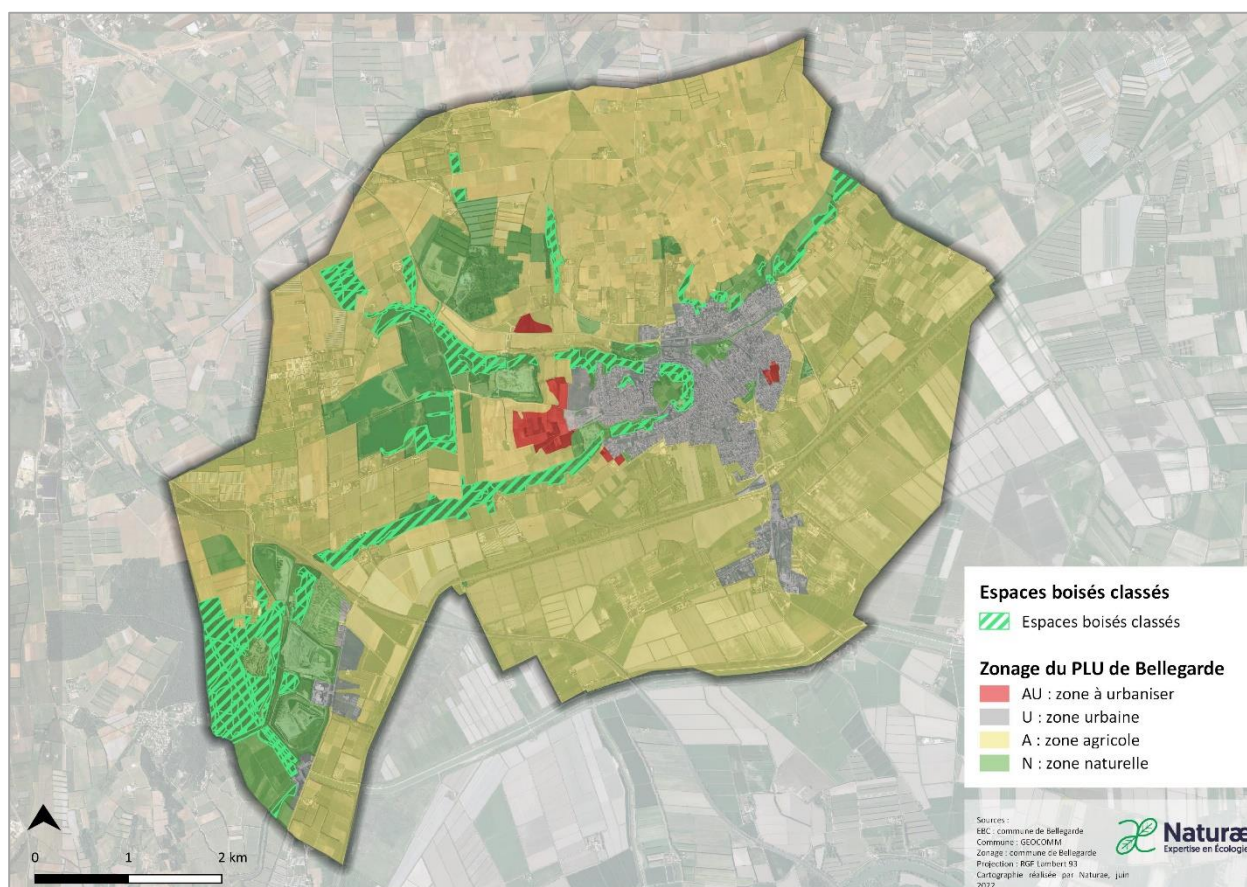 Espaces boisés classés
Espaces boisés classés
Zonage du PLU de Bellegarde
AU : zone à urbaniser
U : zone urbaine
A : zone agricole
N : zone naturelle
Sources :
EBC : commune de Bellegarde
Commune : GEOCOMM
Zonage : commune de Bellegarde
Projection : RGF Lambert 93
Cartographie réalisée par Naturae, juin
2022
Naturæ
Expertise en Écologie
0 1 2 km